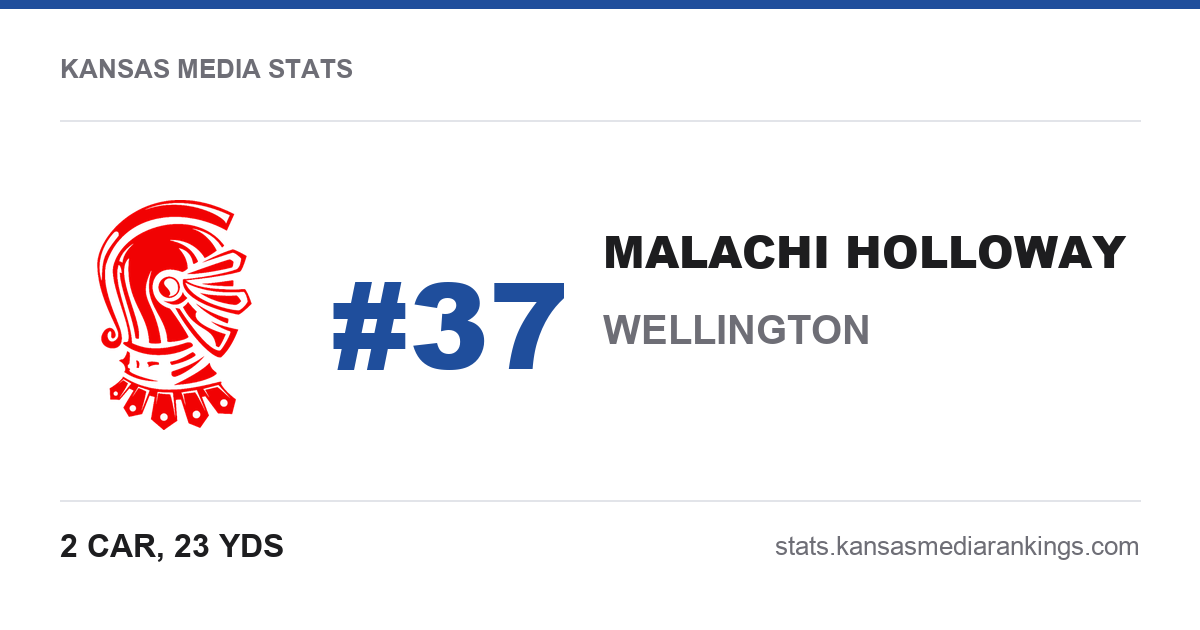 KANSAS MEDIA STATS
#37
MALACHI HOLLOWAY
WELLINGTON
2 CAR, 23 YDS
stats.kansasmediarankings.com